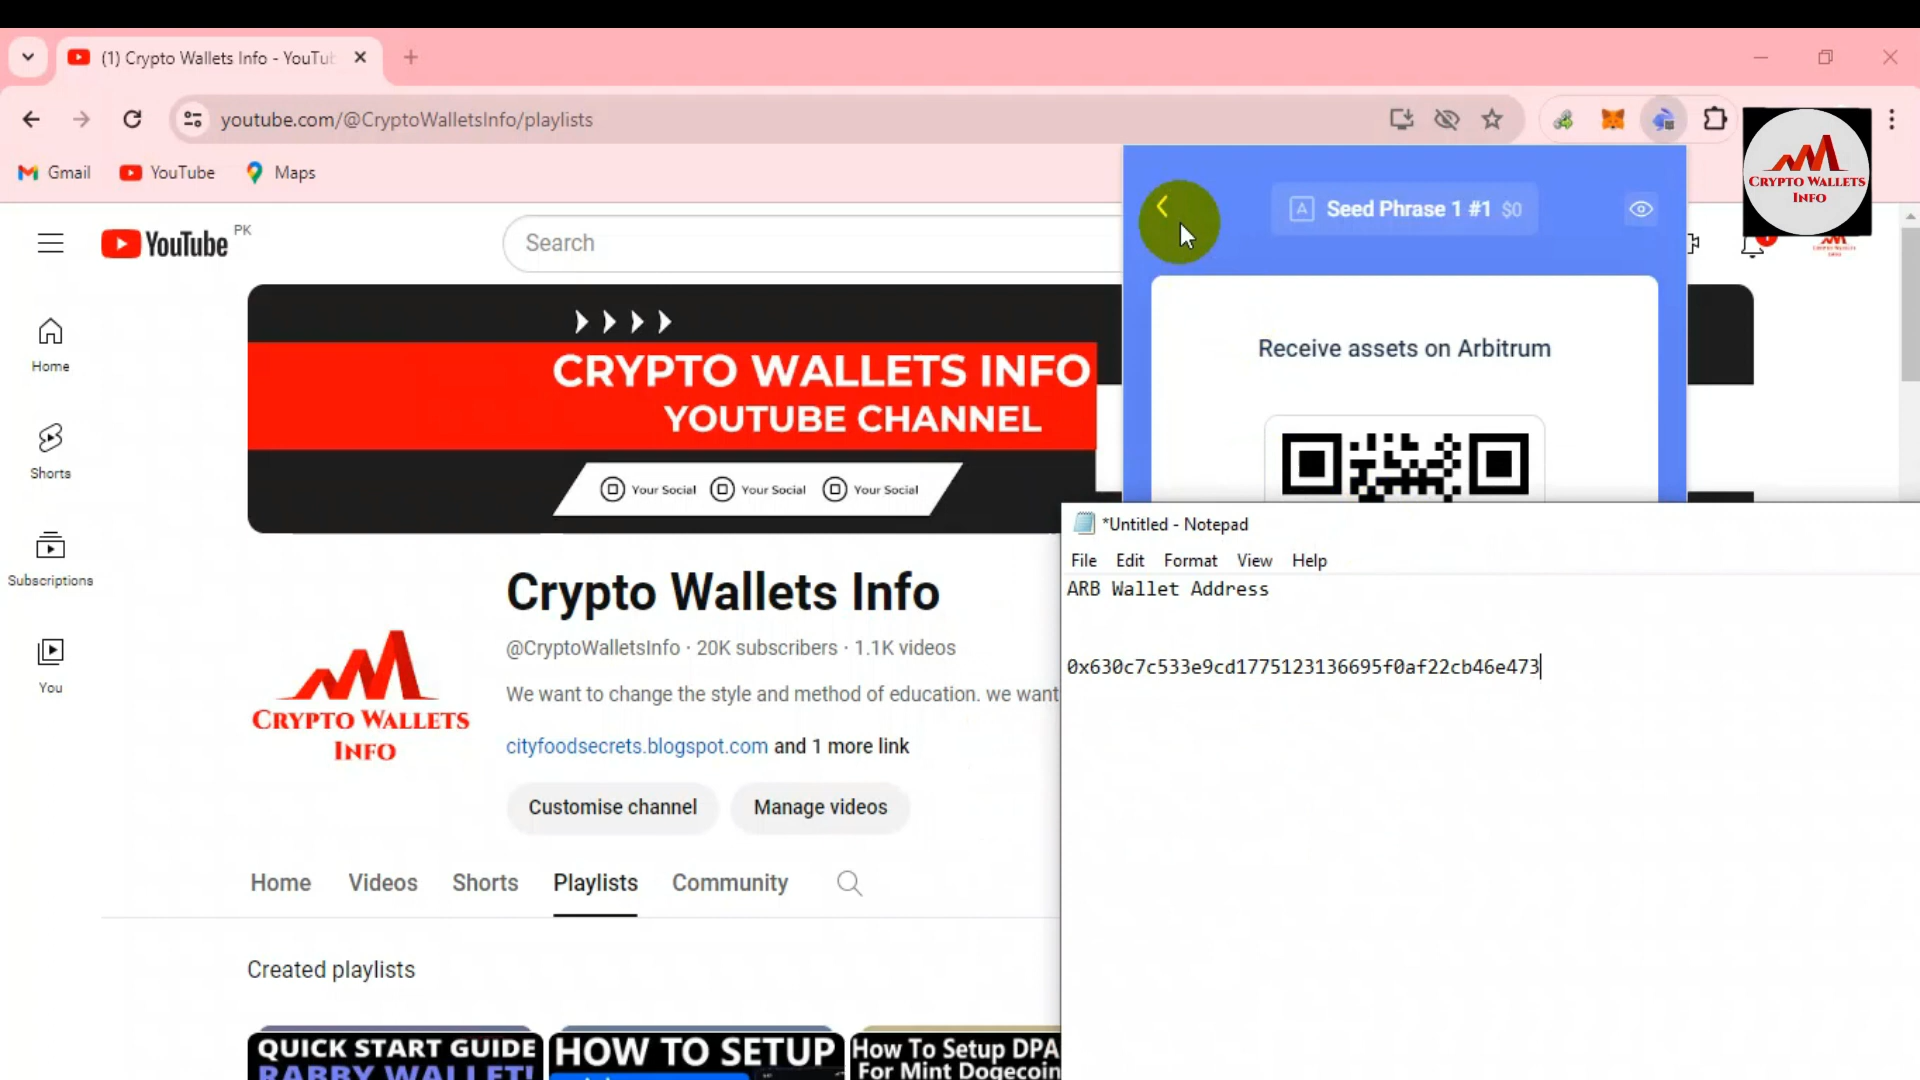 (1) Crypto Wallets Info - YouTu
youtube.com/@CryptoWalletsInfo/playlists
Gmail
YouTube
Maps
CRYPTO WALLETS
INFO
YouTube
PK
Search
A
Seed Phrase 1 #1 $0
Receive assets on Arbitrum
CRYPTO WALLETS INFO
YOUTUBE CHANNEL
Your Social
Your Social
Your Social
Home
Shorts
Subscriptions
You
CRYPTO WALLETS
INFO
Crypto Wallets Info
@CryptoWalletsInfo · 20K subscribers · 1.1K videos
We want to change the style and method of education. we want
cityfoodsecrets.blogspot.com and 1 more link
Customise channel
Manage videos
Home
Videos
Shorts
Playlists
Community
Created playlists
QUICK START GUIDE
RABBY WALLET!
HOW TO SETUP
How To Setup DPA
For Mint Dogecoin
*Untitled - Notepad
File Edit Format View Help
ARB Wallet Address
0x630c7c533e9cd1775123136695f0af22cb46e473